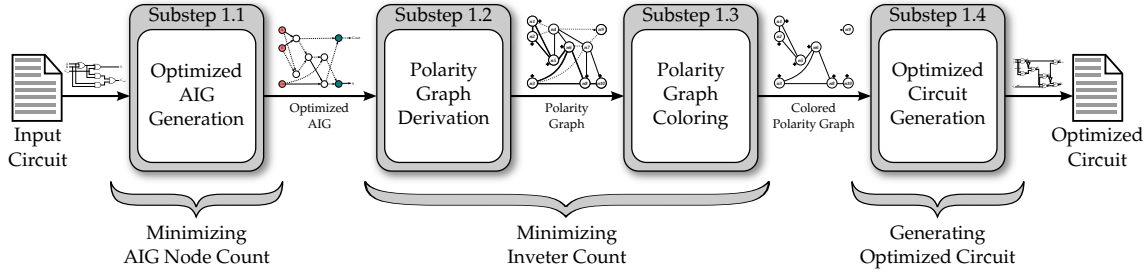 Substep 1.1
Substep 1.2
Substep 1.3
Substep 1.4
Input
Circuit
Optimized
AIG
Generation
Optimized
AIG
Polarity
Graph
Derivation
Polarity
Graph
Polarity
Graph
Coloring
Colored
Polarity Graph
Optimized
Circuit
Generation
Optimized
Circuit
Minimizing
AIG Node Count
Minimizing
Inveter Count
Generating
Optimized Circuit